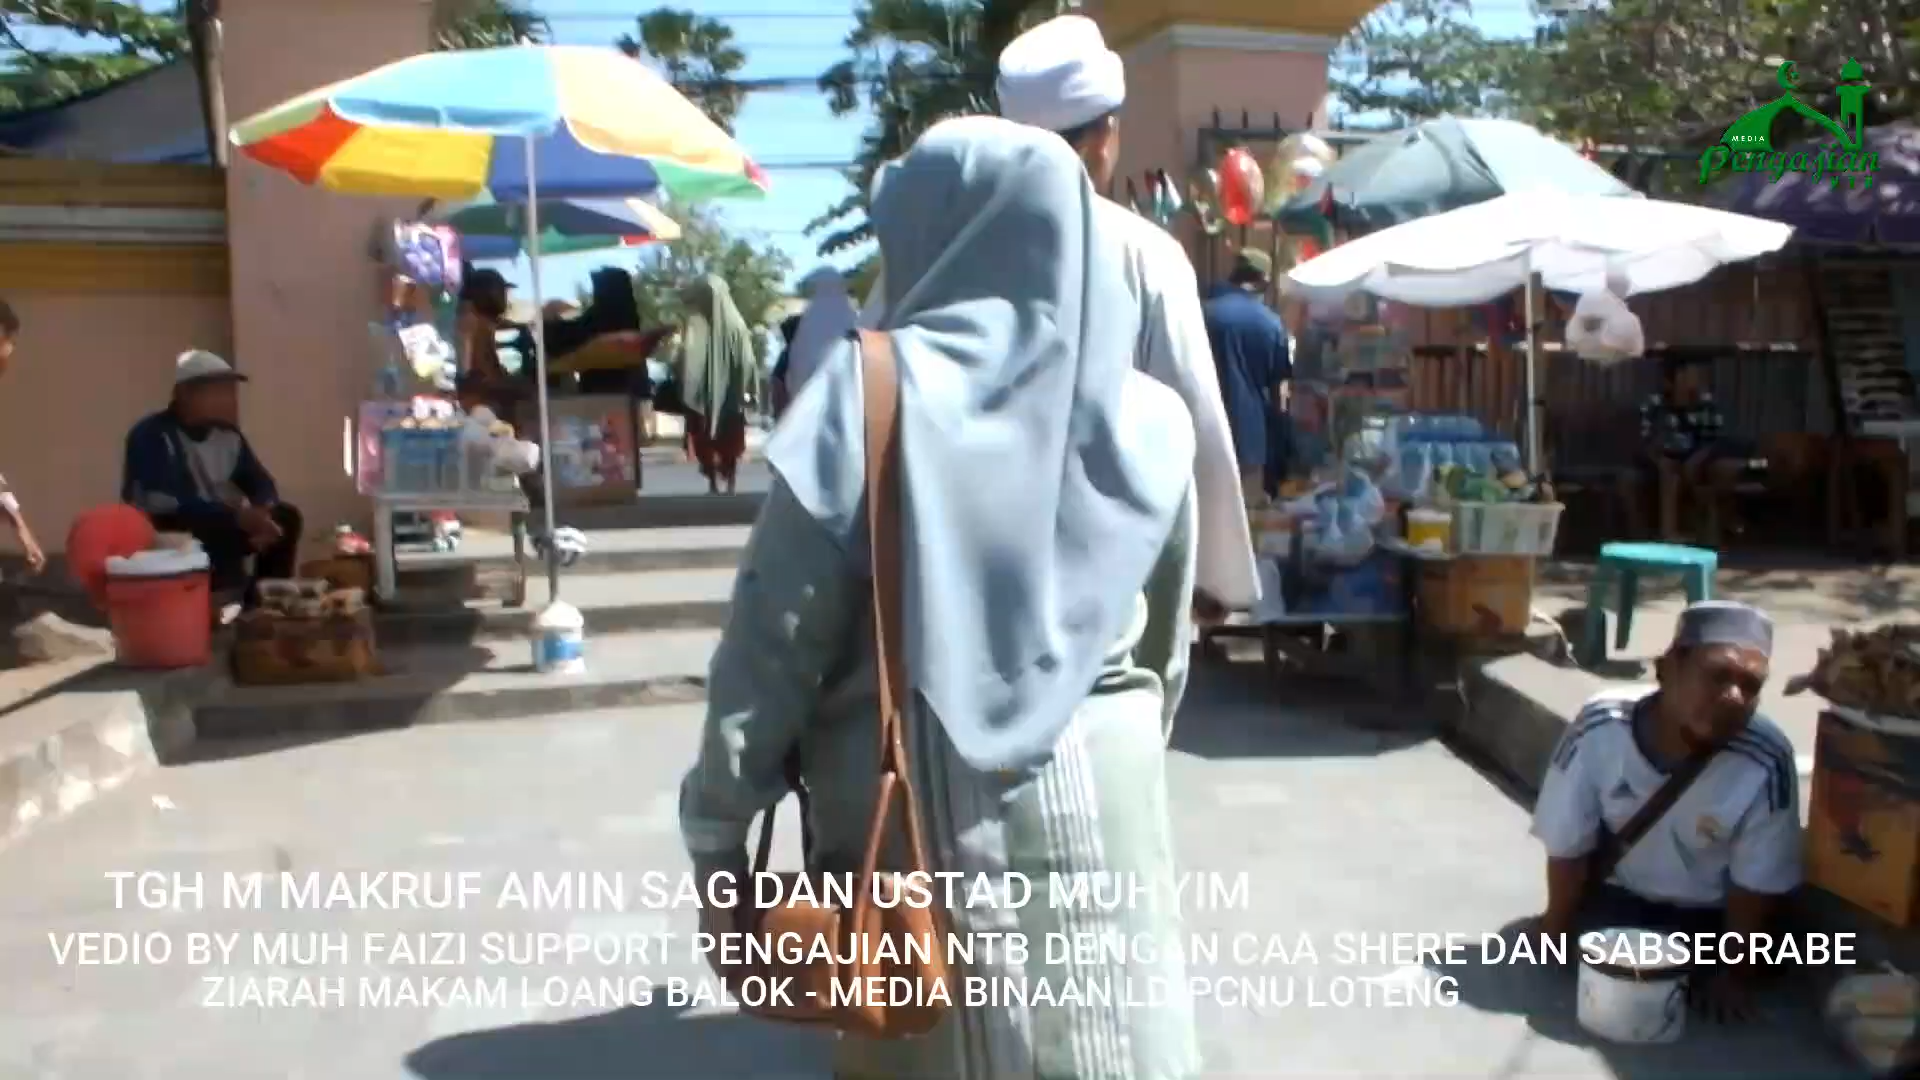 MEDIA
Pengajian
NTB
TGH M MAKRUF AMIN SAG DAN USTAD MUHYIM
VEDIO BY MUH FAIZI SUPPORT PENGAJIAN NTB DENGAN CAA SHERE DAN SABSECRABE
ZIARAH MAKAM LOANG BALOK - MEDIA BINAAN LD PCNU LOTENG